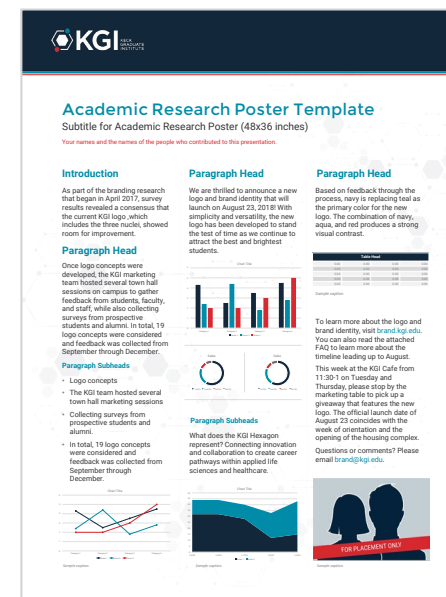 KGI
KECK
GRADUATE
INSTITUTE
Academic Research Poster Template
Subtitle for Academic Research Poster (48x36 inches)
Your names and the names of the people who contributed to this presentation.
Introduction
As part of the branding research
that began in April 2017, survey
results revealed a consensus that
the current KGI logo ,which
includes the three nuclei, showed
room for improvement.
Paragraph Head
Once logo concepts were
developed, the KGI marketing
team hosted several town hall
sessions on campus to gather
feedback from students, faculty,
and staff, while also collecting
surveys from prospective
students and alumni. In total, 19
logo concepts were considered
and feedback was collected from
September through December.
Paragraph Subheads
• Logo concepts
• The KGI team hosted several
town hall marketing sessions
• Collecting surveys from
prospective students and
alumni.
• In total, 19 logo concepts
were considered and
feedback was collected from
September through
December.
Chart Title
Sample caption
Paragraph Head
We are thrilled to announce a new
logo and brand identity that will
launch on August 23, 2018! With
simplicity and versatility, the new
logo has been developed to stand
the test of time as we continue to
attract the best and brightest
students.
Chart Title
Paragraph Subheads
What does the KGI Hexagon
represent? Connecting innovation
and collaboration to create career
pathways within applied life
sciences and healthcare.
Chart Title
Sample caption
Paragraph Head
Based on feedback through the
process, navy is replacing teal as
the primary color for the new
logo. The combination of navy,
aqua, and red produces a strong
visual contrast.
Table Head
Sample caption
To learn more about the logo and
brand identity, visit brand.kgi.edu.
You can also read the attached
FAQ to learn more about the
timeline leading up to August.
This week at the KGI Cafe from
11:30-1 on Tuesday and
Thursday, please stop by the
marketing table to pick up a
giveaway that features the new
logo. The official launch date of
August 23 coincides with the
week of orientation and the
opening of the housing complex.
Questions or comments? Please
email brand@kgi.edu.
FOR PLACEMENT ONLY
Sample caption